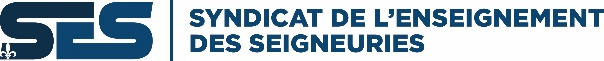 SES
SYNDICAT DE L'ENSEIGNEMENT
DES SEIGNEURIES